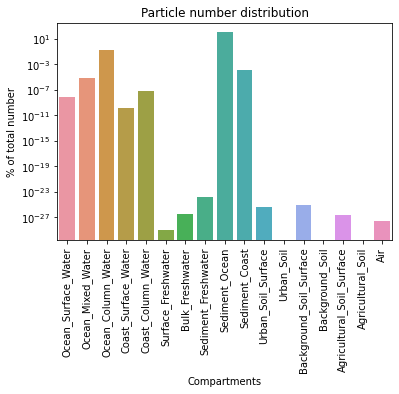 Particle number distribution
% of total number
10^1
10^-3
10^-7
10^-11
10^-15
10^-19
10^-23
10^-27
Ocean_Surface_Water
Ocean_Mixed_Water
Ocean_Column_Water
Coast_Surface_Water
Coast_Column_Water
Surface_Freshwater
Bulk_Freshwater
Sediment_Freshwater
Sediment_Ocean
Sediment_Coast
Urban_Soil_Surface
Urban_Soil
Background_Soil_Surface
Background_Soil
Agricultural_Soil_Surface
Agricultural_Soil
Air
Compartments